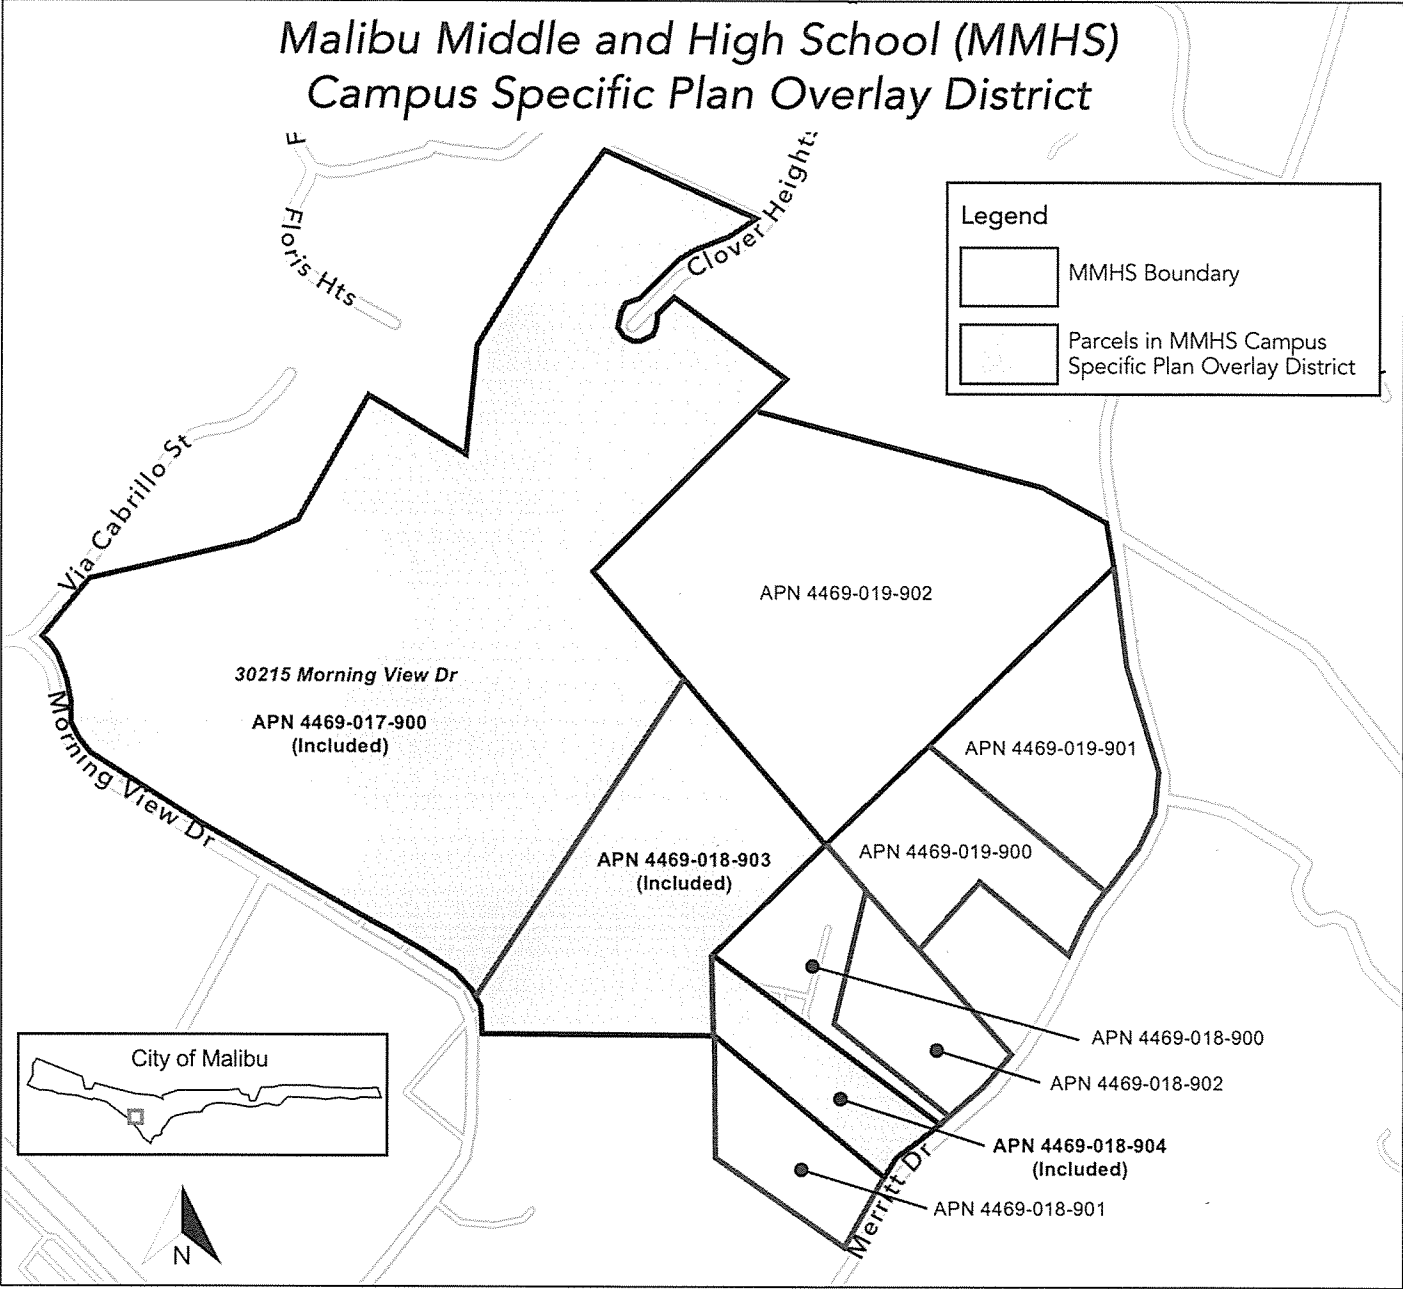 Malibu Middle and High School (MMHS)
Campus Specific Plan Overlay District
F
Floris Hts
Clover Heights
Legend
MMHS Boundary
Parcels in MMHS Campus
Specific Plan Overlay District
Via Cabrillo St
APN 4469-019-902
30215 Morning View Dr
APN 4469-017-900
(Included)
Morning View Dr
APN 4469-019-901
APN 4469-018-903
(Included)
APN 4469-019-900
APN 4469-018-900
APN 4469-018-902
APN 4469-018-904
(Included)
APN 4469-018-901
Merritt Dr
City of Malibu
N